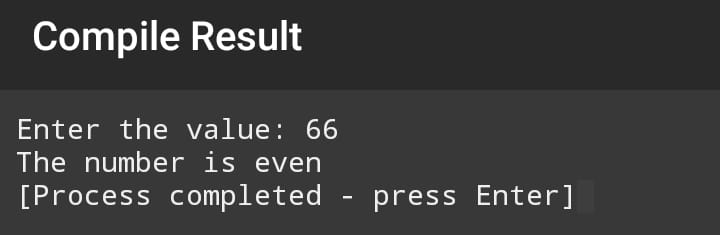 Compile Result
Enter the value: 66
The number is even
[Process completed - press Enter]